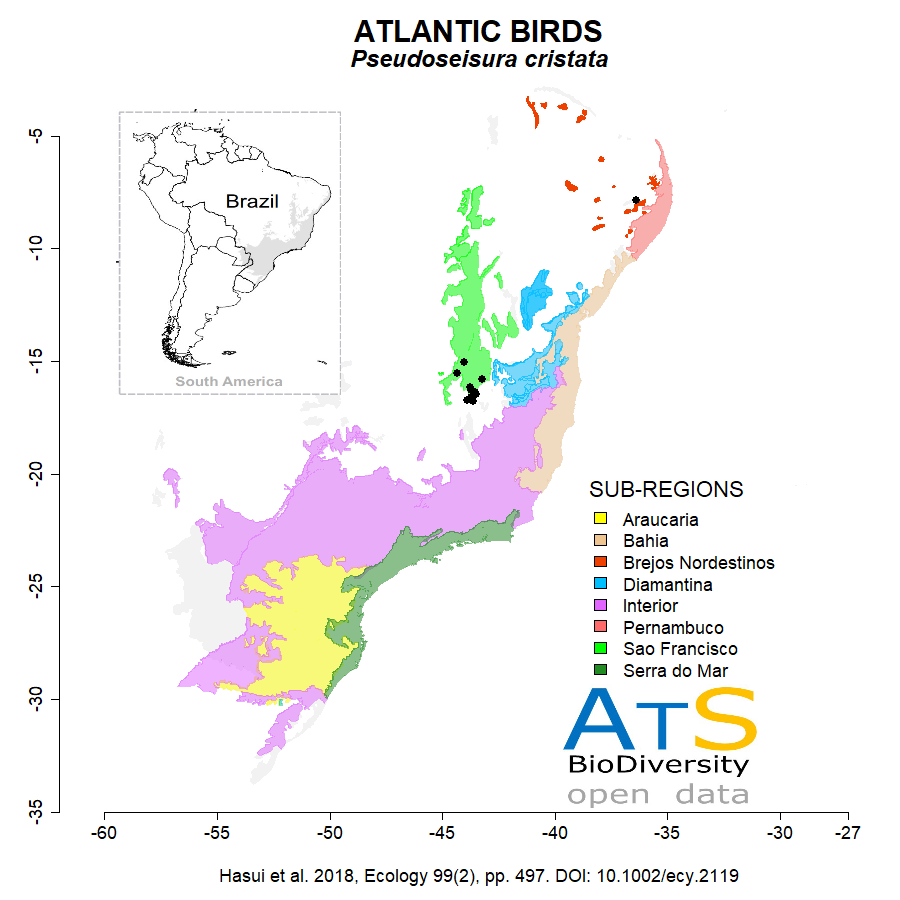 ATLANTIC BIRDS
Pseudoseisura cristata
Brazil
South America
-5
-10
-15
-20
-25
-30
-35
SUB-REGIONS
Araucaria
Bahia
Brejos Nordestinos
Diamantina
Interior
Pernambuco
Sao Francisco
Serra do Mar
ATS
BioDiversity
open data
-60
-55
-50
-45
-40
-35
-30
-27
Hasui et al. 2018, Ecology 99(2), pp. 497. DOI: 10.1002/ecy.2119